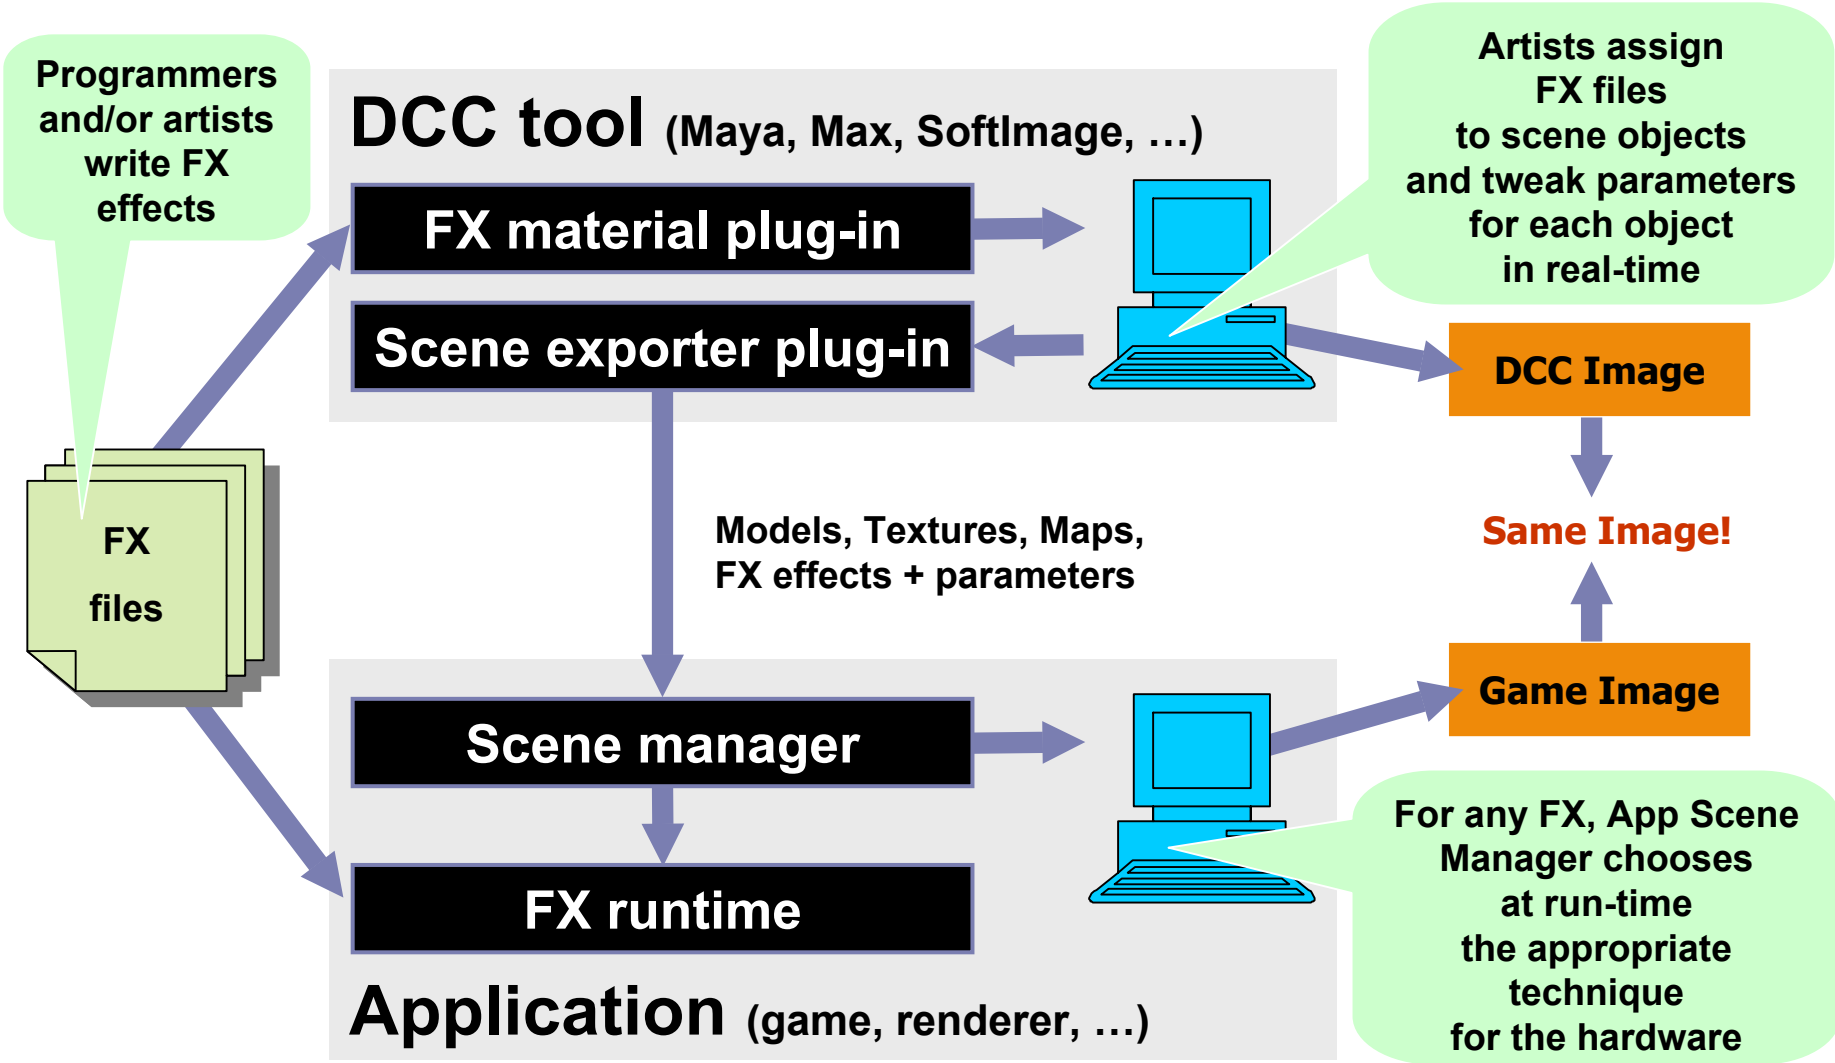 Programmers
and/or artists
write FX
effects
DCC tool (Maya, Max, SoftImage, …)
FX material plug-in
Scene exporter plug-in
Artists assign
FX files
to scene objects
and tweak parameters
for each object
in real-time
DCC Image
FX
files
Models, Textures, Maps,
FX effects + parameters
Same Image!
Game Image
Scene manager
FX runtime
Application (game, renderer, …)
For any FX, App Scene
Manager chooses
at run-time
the appropriate
technique
for the hardware